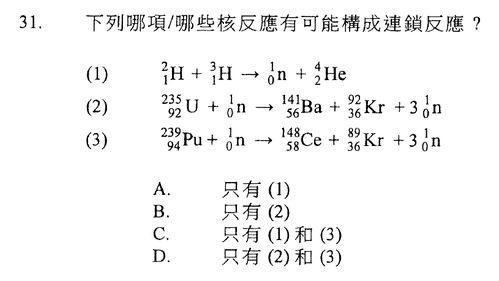 31. 下列哪項/哪些核反應有可能構成連鎖反應?
(1) ²₁H + ³₁H → ¹₀n + ⁴₂He
(2) ²³⁵₉₂U + ¹₀n → ¹⁴¹₅₆Ba + ⁹²₃₆Kr + 3 ¹₀n
(3) ²³⁹₉₄Pu + ¹₀n → ¹⁴⁸₅₈Ce + ⁸⁹₃₆Kr + 3 ¹₀n
A. 只有 (1)
B. 只有 (2)
C. 只有 (1) 和 (3)
D. 只有 (2) 和 (3)